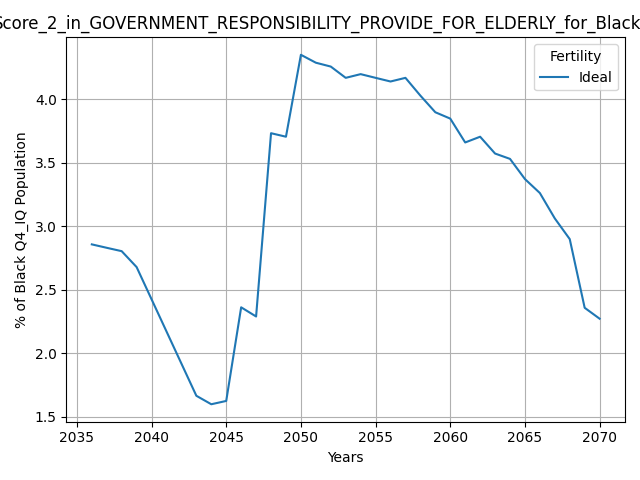 Score_2_in_GOVERNMENT_RESPONSIBILITY_PROVIDE_FOR_ELDERLY_for_Black
Fertility
Ideal
% of Black Q4_IQ Population
4.0
3.5
3.0
2.5
2.0
1.5
2035 2040 2045 2050 2055 2060 2065 2070
Years